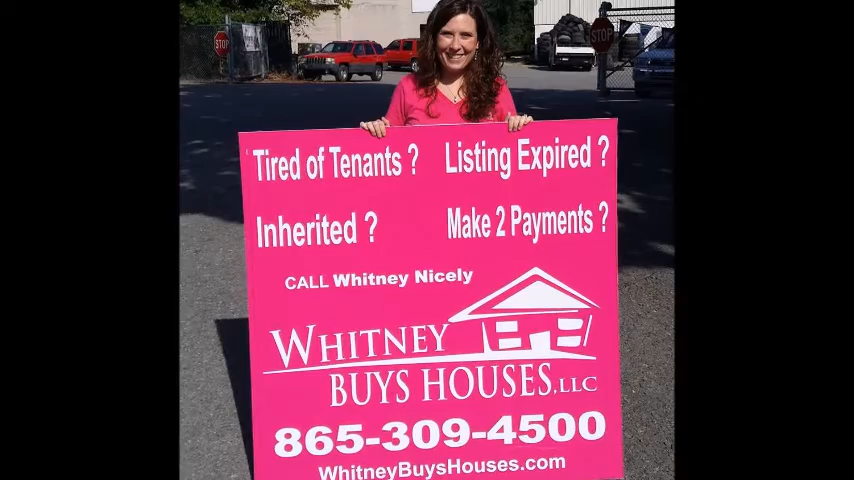 STOP
STOP
Tired of Tenants ? Listing Expired ?
Inherited ? Make 2 Payments ?
CALL Whitney Nicely
WHITNEY
BUYS HOUSES, LLC
865-309-4500
WhitneyBuysHouses.com